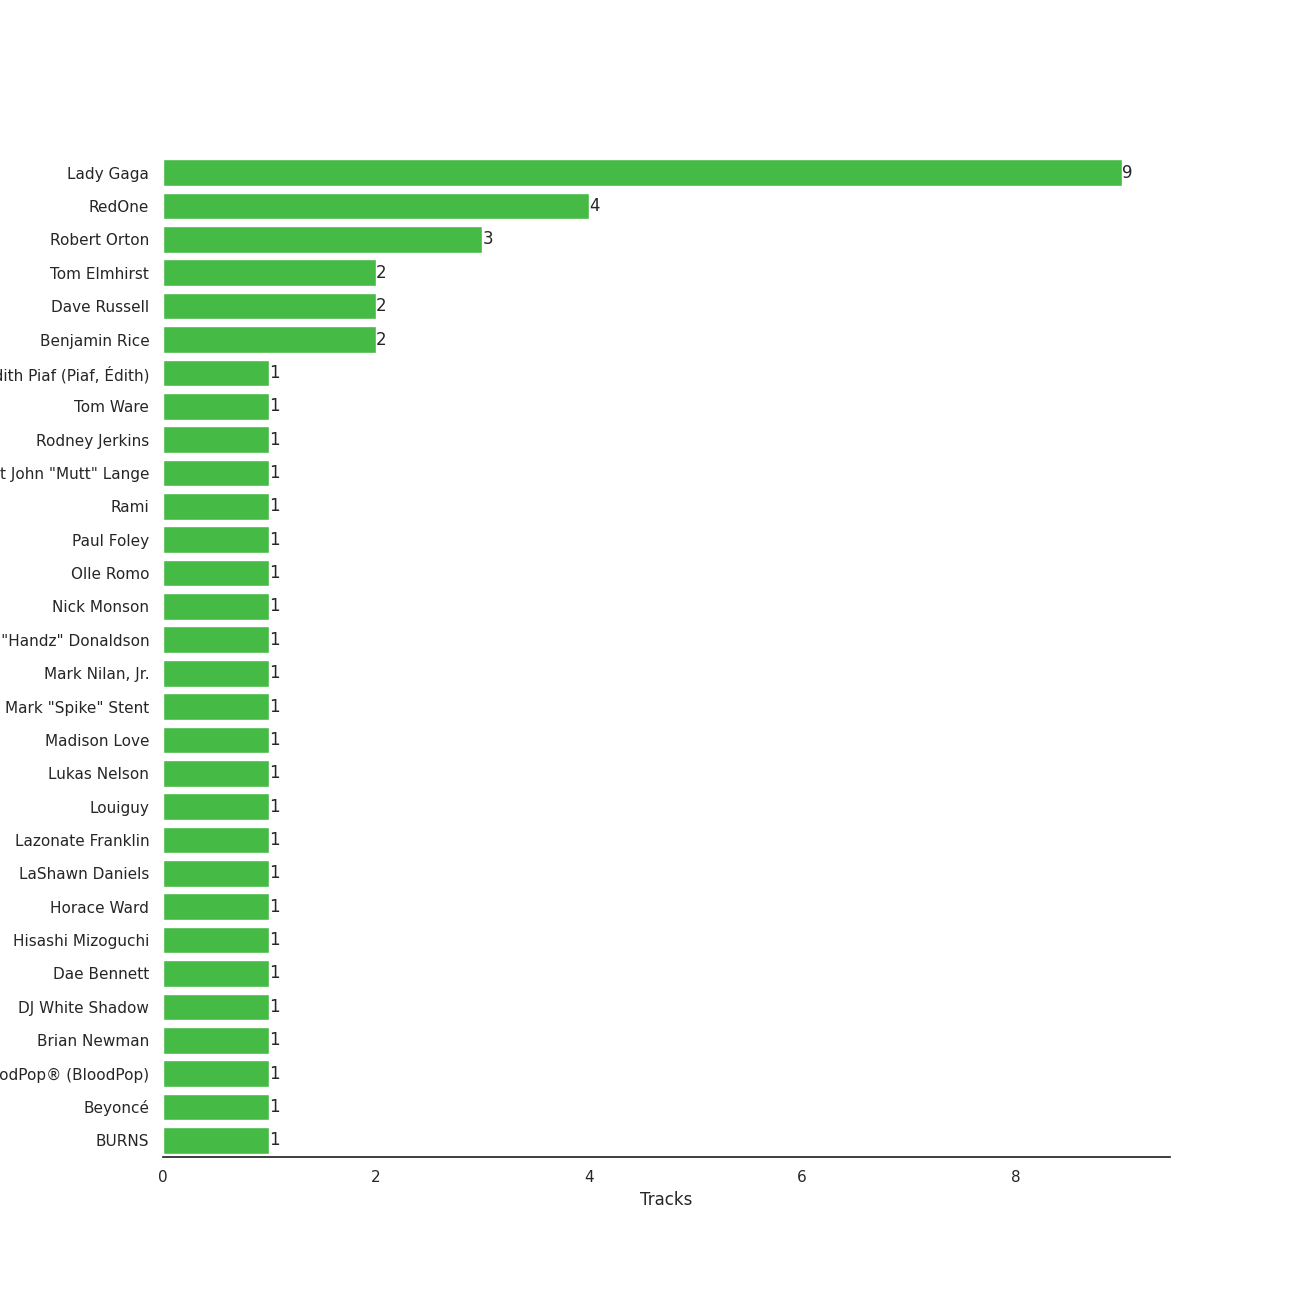 Lady Gaga 9
RedOne 4
Robert Orton 3
Tom Elmhirst 2
Dave Russell 2
Benjamin Rice 2
dith Piaf (Piaf, Édith) 1
Tom Ware 1
Rodney Jerkins 1
t John "Mutt" Lange 1
Rami 1
Paul Foley 1
Olle Romo 1
Nick Monson 1
"Handz" Donaldson 1
Mark Nilan, Jr. 1
Mark "Spike" Stent 1
Madison Love 1
Lukas Nelson 1
Louiguy 1
Lazonate Franklin 1
LaShawn Daniels 1
Horace Ward 1
Hisashi Mizoguchi 1
Dae Bennett 1
DJ White Shadow 1
Brian Newman 1
odPop® (BloodPop) 1
Beyoncé 1
BURNS 1
0 2 4 6 8
Tracks